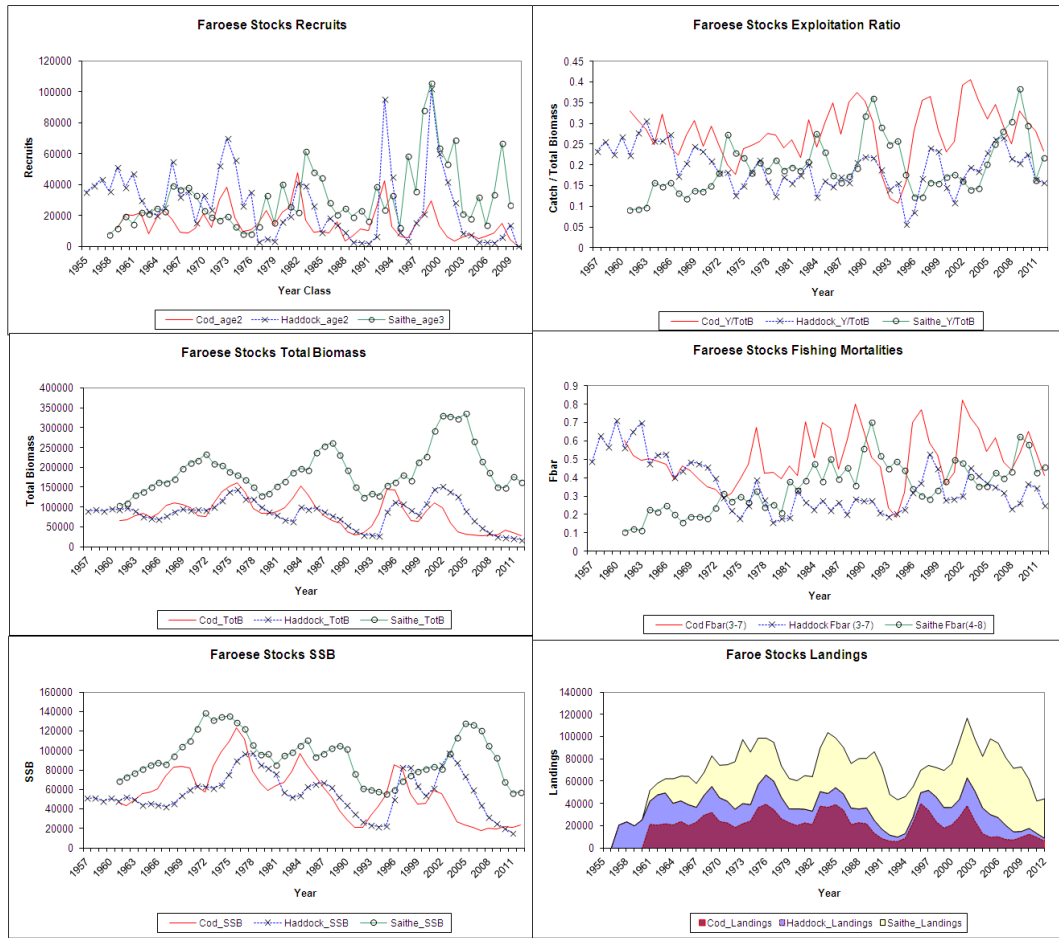 Faroese Stocks Recruits
Recruits
120000
100000
80000
60000
40000
20000
0
1955 1958 1961 1964 1967 1970 1973 1976 1979 1982 1985 1988 1991 1994 1997 2000 2003 2006 2009
Year Class
Cod_age2 Haddock_age2 Saithe_age3
Faroese Stocks Exploitation Ratio
Catch / Total Biomass
0.45
0.4
0.35
0.3
0.25
0.2
0.15
0.1
0.05
0
1957 1960 1963 1966 1969 1972 1975 1978 1981 1984 1987 1990 1993 1996 1999 2002 2005 2008 2011
Year
Cod_Y/TotB Haddock_Y/TotB Saithe_Y/TotB
Faroese Stocks Total Biomass
Total Biomass
400000
350000
300000
250000
200000
150000
100000
50000
0
1957 1960 1963 1966 1969 1972 1975 1978 1981 1984 1987 1990 1993 1996 1999 2002 2005 2008 2011
Year
Cod_TotB Haddock_TotB Saithe_TotB
Faroese Stocks Fishing Mortalities
Fbar
0.9
0.8
0.7
0.6
0.5
0.4
0.3
0.2
0.1
0
1957 1960 1963 1966 1969 1972 1975 1978 1981 1984 1987 1990 1993 1996 1999 2002 2005 2008 2011
Year
Cod Fbar(3-7) Haddock Fbar (3-7) Saithe Fbar(4-8)
Faroese Stocks SSB
SSB
160000
140000
120000
100000
80000
60000
40000
20000
0
1957 1960 1963 1966 1969 1972 1975 1978 1981 1984 1987 1990 1993 1996 1999 2002 2005 2008 2011
Year
Cod_SSB Haddock_SSB Saithe_SSB
Faroe Stocks Landings
Landings
140000
120000
100000
80000
60000
40000
20000
0
1955 1958 1961 1964 1967 1970 1973 1976 1979 1982 1985 1988 1991 1994 1997 2000 2003 2006 2009 2012
Year
Cod_Landings Haddock_Landings Saithe_Landings